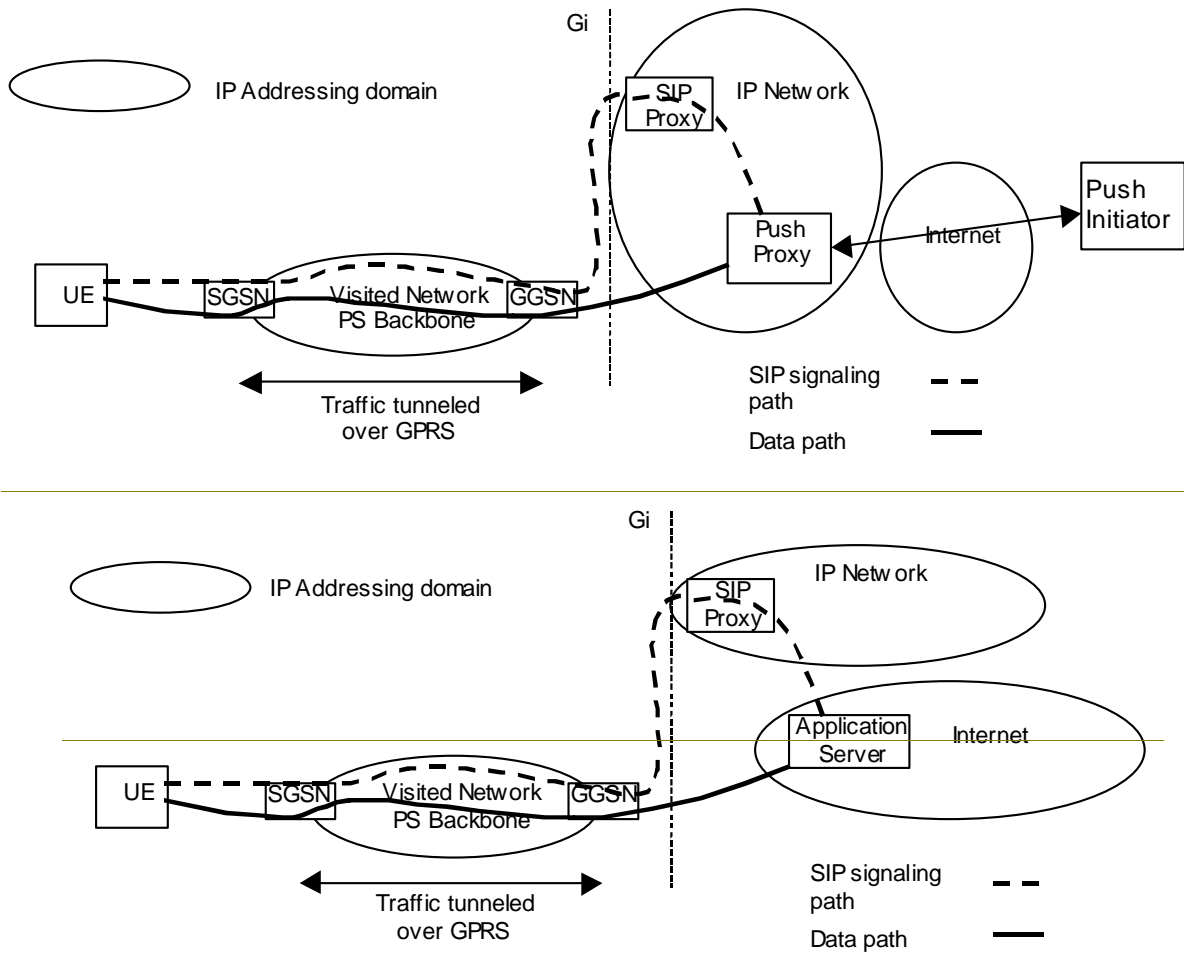 Gi
IP Addressing domain
SIP
Proxy
IP Network
Push
Proxy
Internet
Push
Initiator
UE
SGSN
Visited Network
PS Backbone
GGSN
Traffic tunneled
over GPRS
SIP signaling
path
Data path
Gi
IP Addressing domain
IP Network
SIP
Proxy
Application
Server
Internet
UE
SGSN
Visited Network
PS Backbone
GGSN
Traffic tunneled
over GPRS
SIP signaling
path
Data path